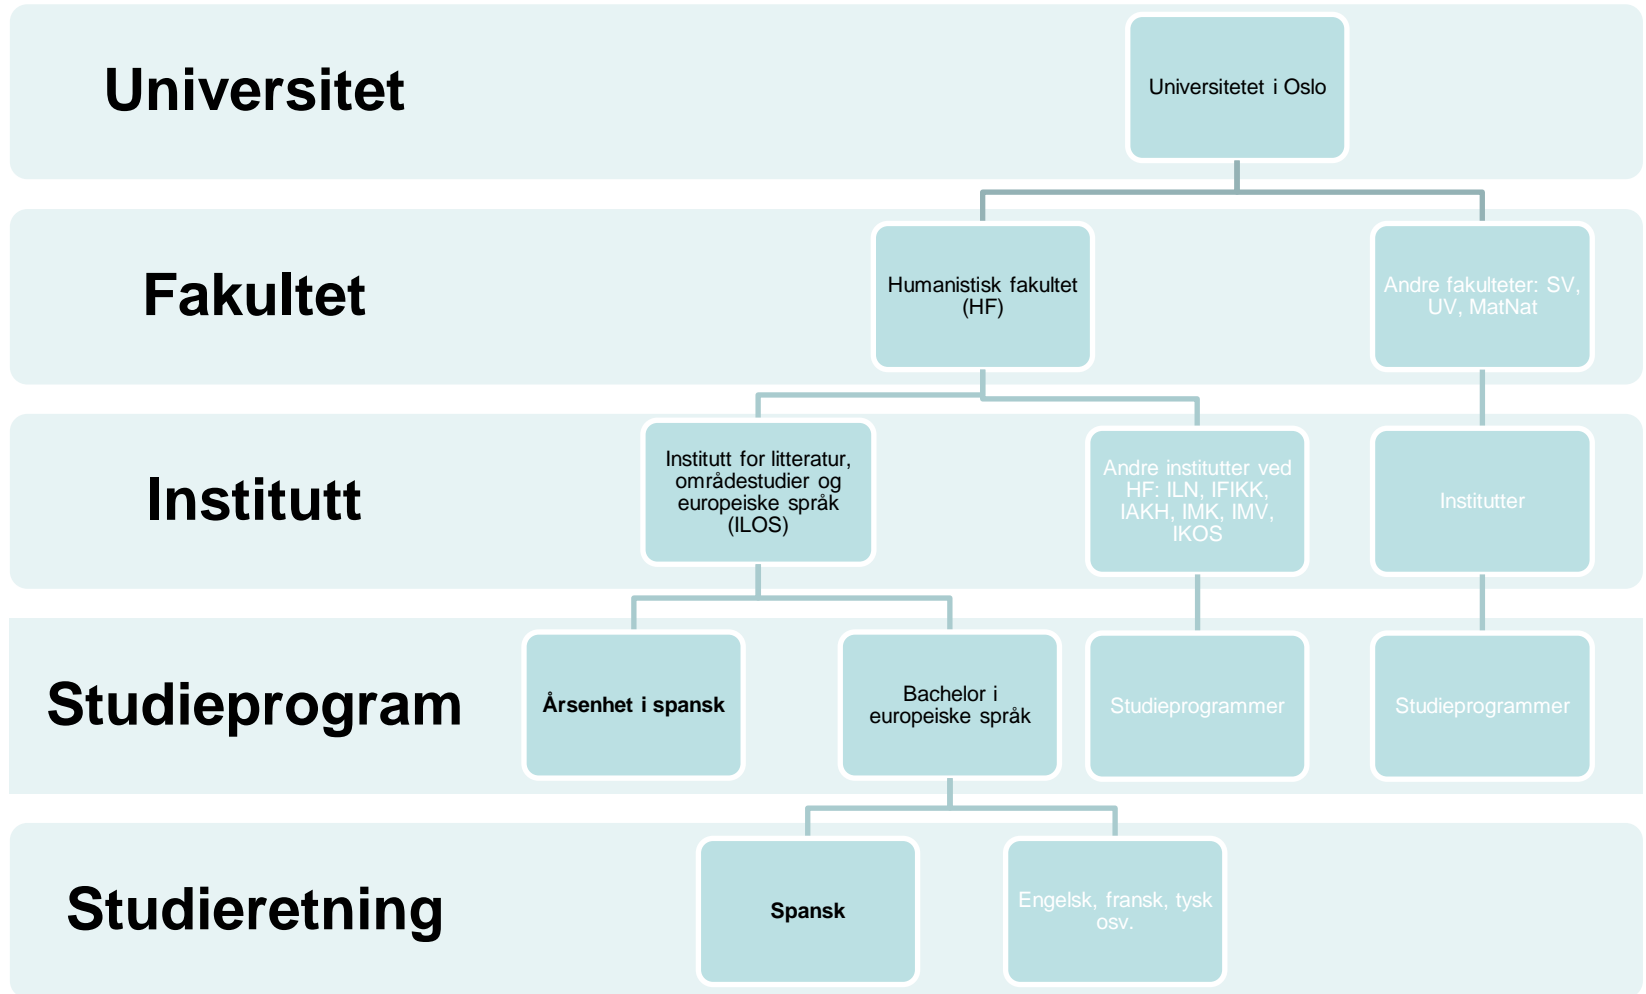 Universitet
Universitetet i Oslo
Fakultet
Humanistisk fakultet
(HF)
Andre fakulteter: SV,
UV, MatNat
Institutt
Institutt for litteratur,
områdestudier og
europeiske språk
(ILOS)
Andre institutter ved
HF: ILN, IFIKK,
IAKH, IMK, IMV,
IKOS
Institutter
Studieprogram
Årsenhet i spansk
Bachelor i
europeiske språk
Studieprogrammer
Studieprogrammer
Studieretning
Spansk
Engelsk, fransk, tysk
osv.